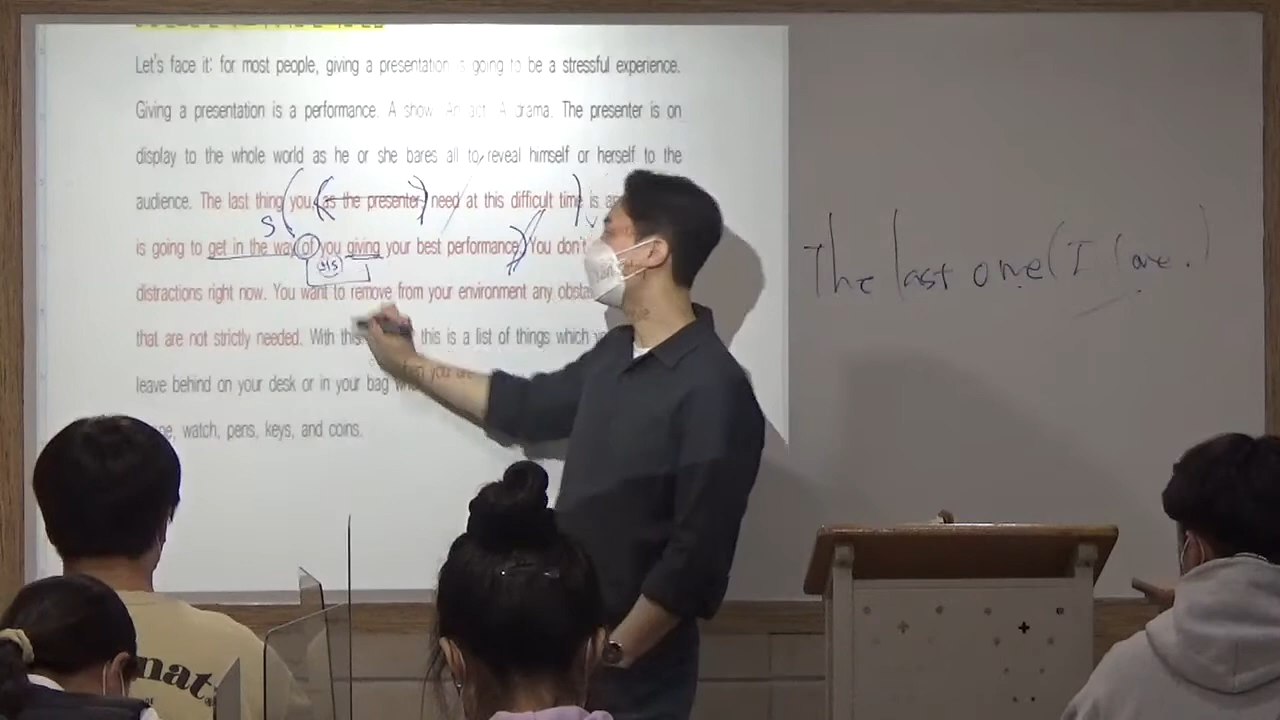 Let's face it: for most people, giving a presentation is going to be a stressful experience.
Giving a presentation is a performance. A show. An act. A drama. The presenter is on
display to the whole world as he or she bares all to reveal himself or herself to the
audience. The last thing you, as the presenter, need at this difficult time is
S
is going to get in the way of you giving your best performance. You don't
distractions right now. You want to remove from your environment any
that are not strictly needed. With this this is a list of things which
leave behind on your desk or in your bag when you are
watch, pens, keys, and coins.
The last one (I love.)
nat